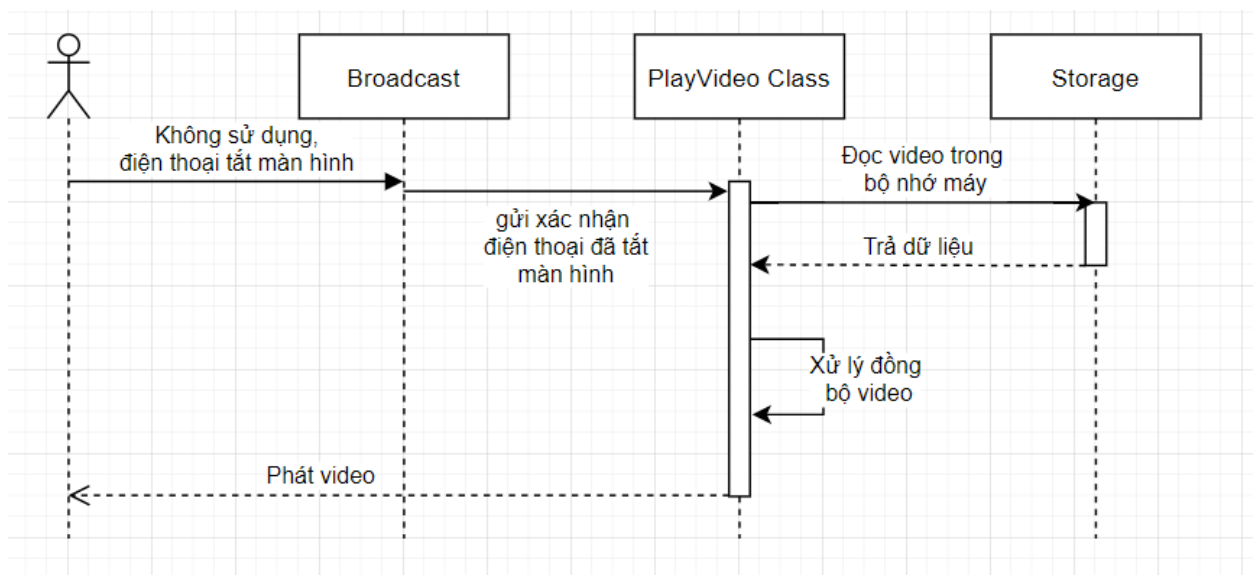 Broadcast
PlayVideo Class
Storage
Không sử dụng,
điện thoại tắt màn hình
Đọc video trong
bộ nhớ máy
gửi xác nhận
điện thoại đã tắt
màn hình
Trả dữ liệu
Xử lý đồng
bộ video
Phát video